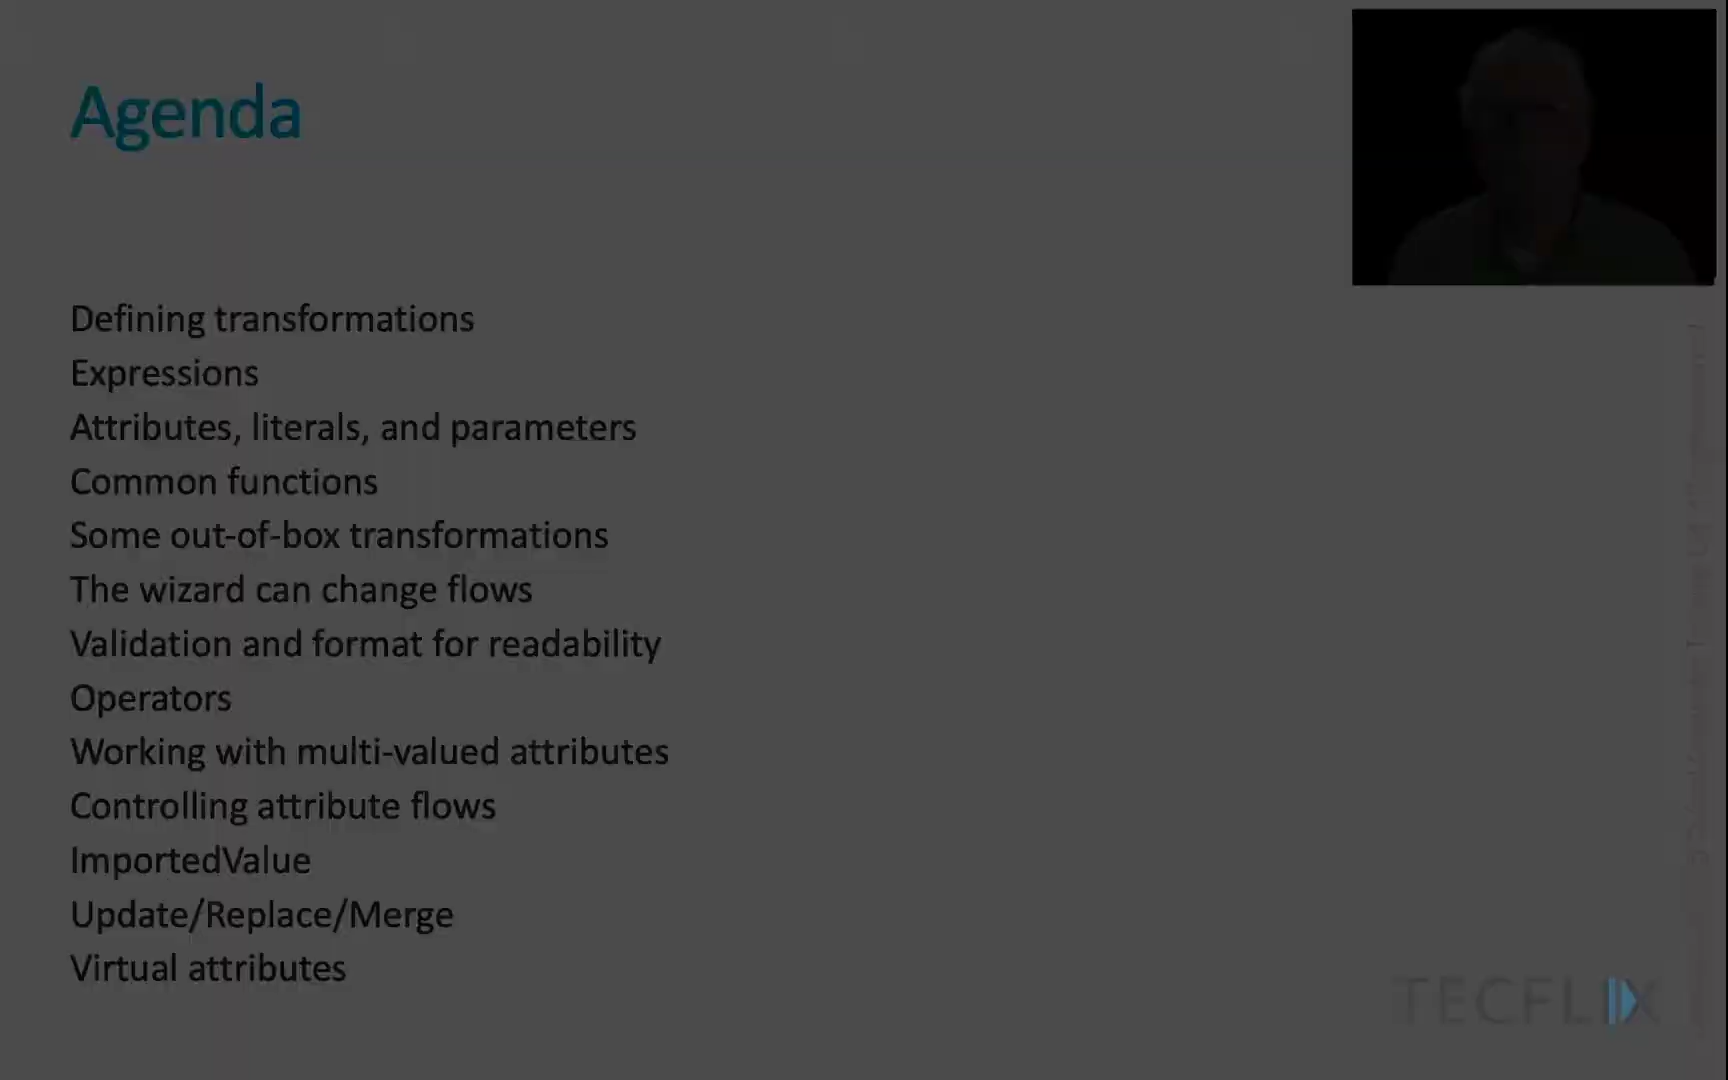 Agenda
Defining transformations
Expressions
Attributes, literals, and parameters
Common functions
Some out-of-box transformations
The wizard can change flows
Validation and format for readability
Operators
Working with multi-valued attributes
Controlling attribute flows
ImportedValue
Update/Replace/Merge
Virtual attributes
TECFLIX